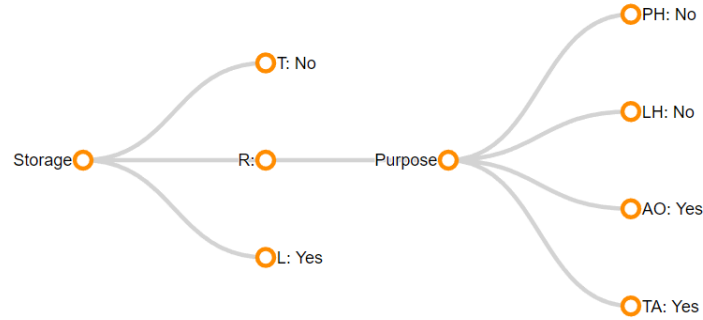 Storage
T: No
R:
L: Yes
Purpose
PH: No
LH: No
AO: Yes
TA: Yes